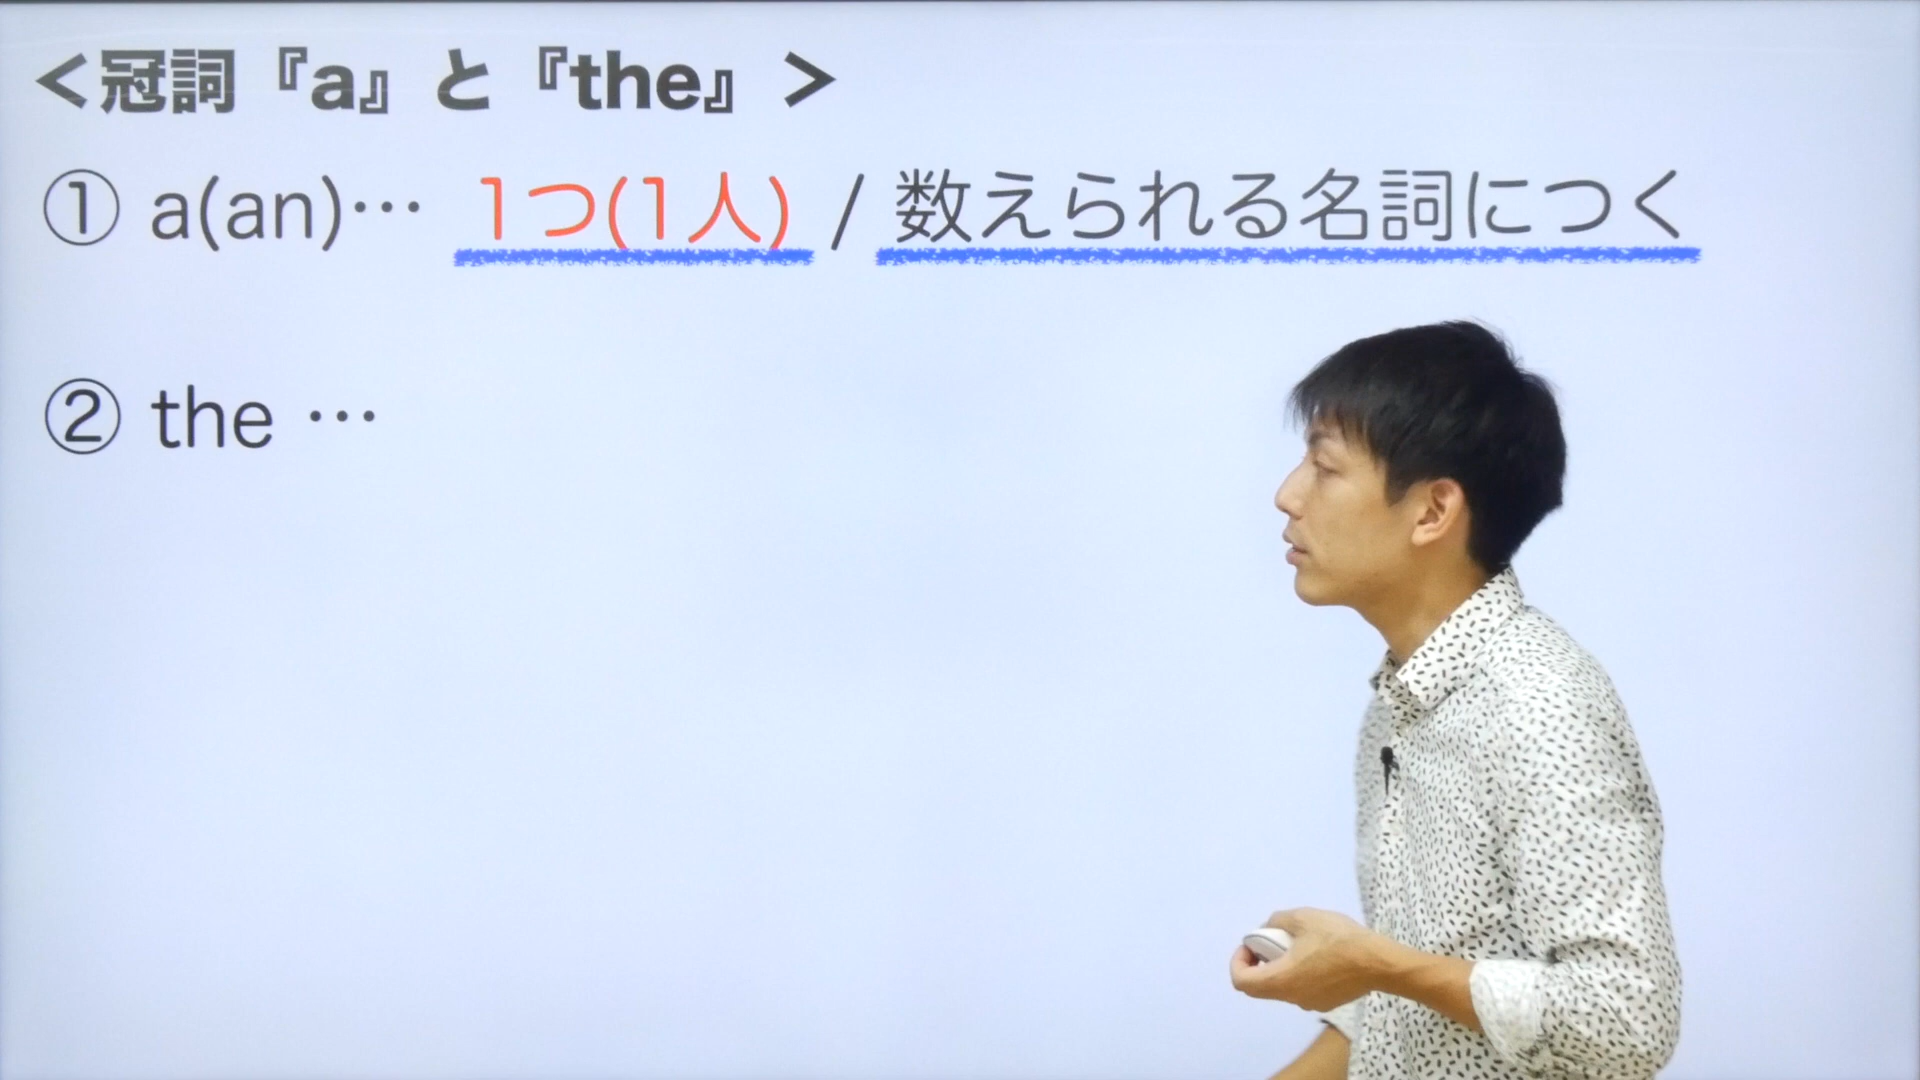 ＜冠詞『a』と『the』＞
① a(an)… 1つ(1人) / 数えられる名詞につく
② the …